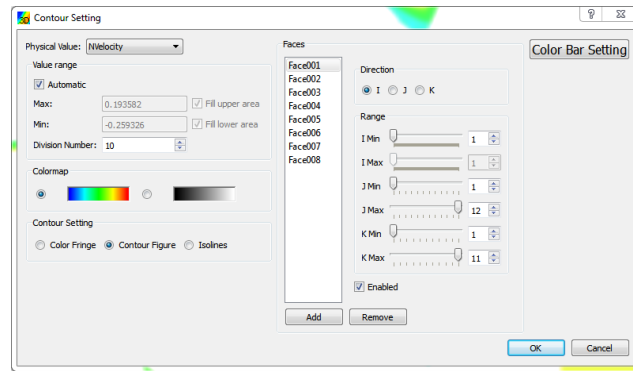 3D Contour Setting
Physical Value: NVelocity
Value range
Automatic
Max: 0.193582 Fill upper area
Min: -0.259326 Fill lower area
Division Number: 10
Colormap
Contour Setting
Color Fringe Contour Figure Isolines
Faces
Face001
Face002
Face003
Face004
Face005
Face006
Face007
Face008
Add Remove
Direction
I J K
Range
I Min 1
I Max 1
J Min 1
J Max 12
K Min 1
K Max 11
Enabled
Color Bar Setting
OK Cancel